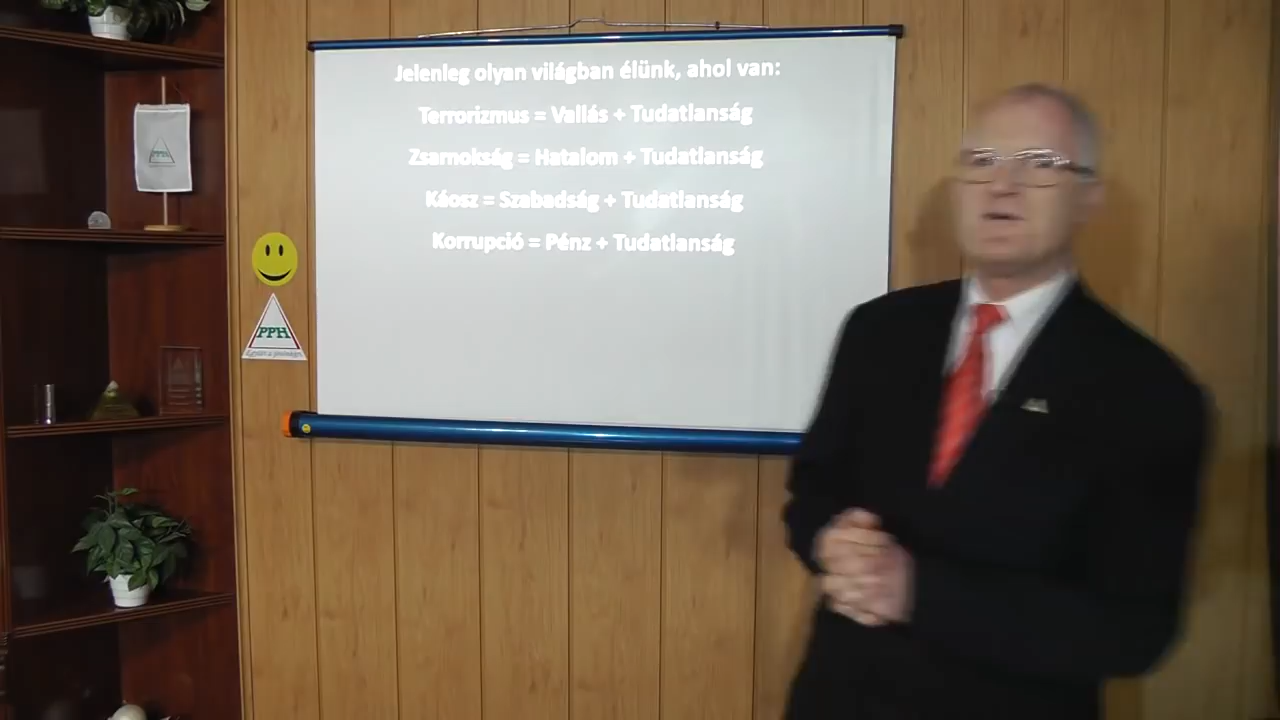 Jelenleg olyan világban élünk, ahol van:
Terrorizmus = Vallás + Tudatlanság
Zsarnokság = Hatalom + Tudatlanság
Káosz = Szabadság + Tudatlanság
Korrupció = Pénz + Tudatlanság
PPH
PPH